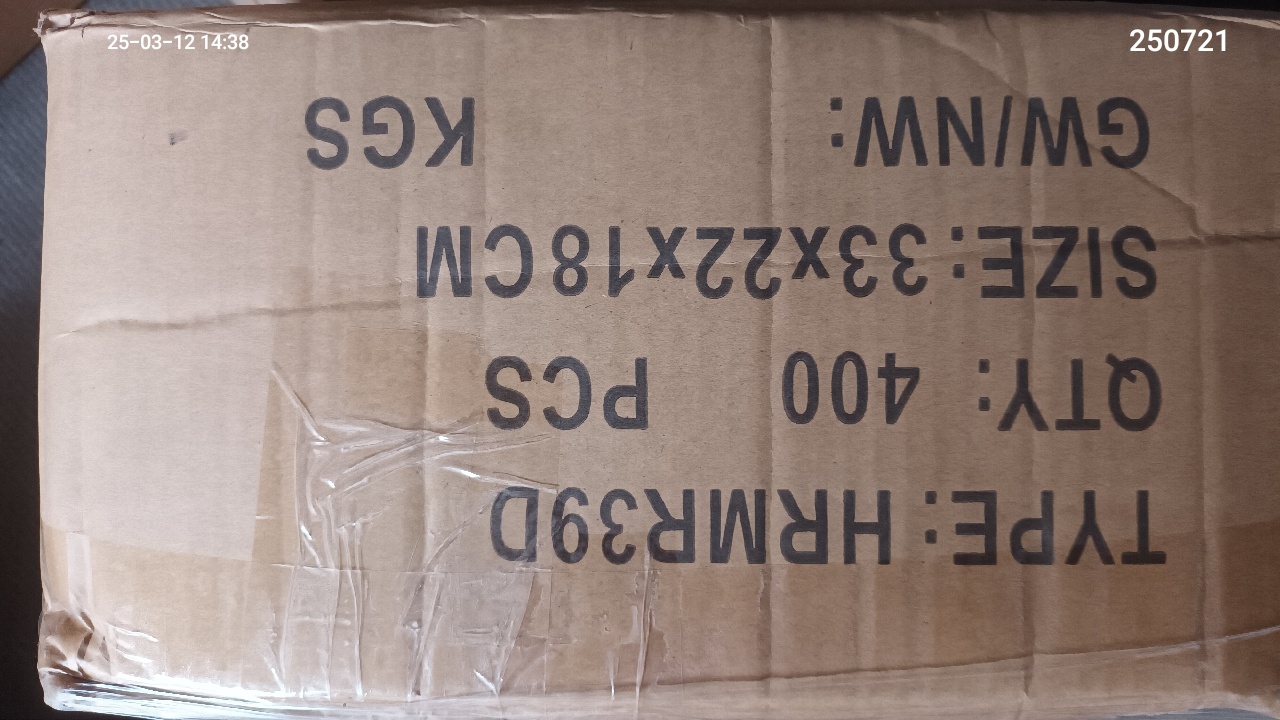 25-03-12 14:38
250721
TYPE: HRMR39D
QTY: 400 PCS
SIZE: 33x22x18CM
GW/NW: KGS